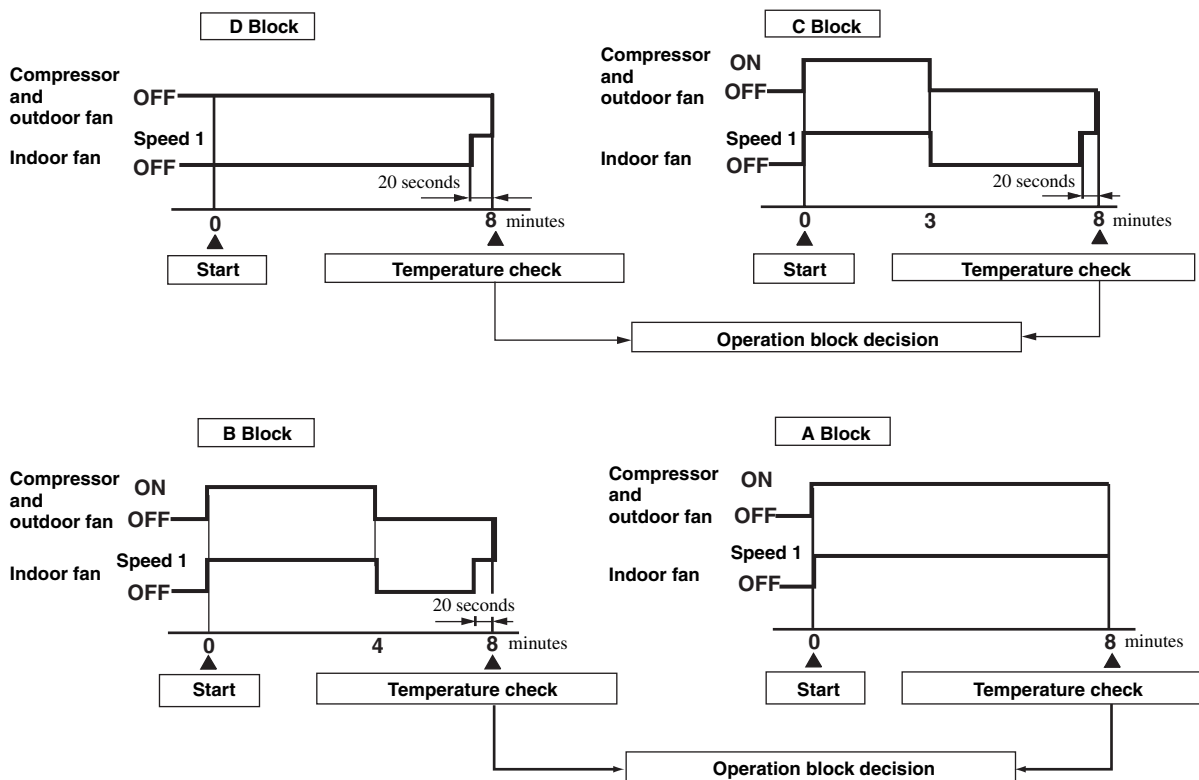 D Block
Compressor
and
outdoor fan
OFF
Speed 1
Indoor fan
OFF
20 seconds
0
8 minutes
Start
Temperature check
C Block
Compressor
and
outdoor fan
ON
OFF
Speed 1
Indoor fan
OFF
20 seconds
0
3
8 minutes
Start
Temperature check
Operation block decision
B Block
Compressor
and
outdoor fan
ON
OFF
Speed 1
Indoor fan
OFF
20 seconds
0
4
8 minutes
Start
Temperature check
A Block
Compressor
and
outdoor fan
ON
OFF
Speed 1
Indoor fan
OFF
0
8 minutes
Start
Temperature check
Operation block decision